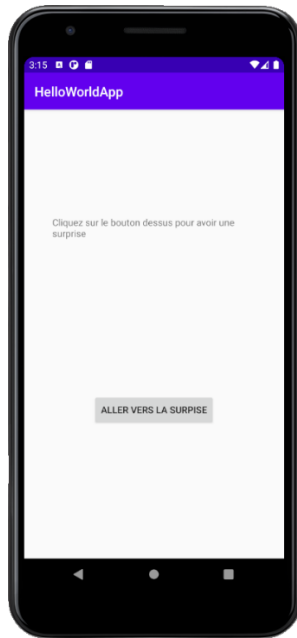 3:15
HelloWorldApp
Cliquez sur le bouton dessus pour avoir une
surprise
ALLER VERS LA SURPISE